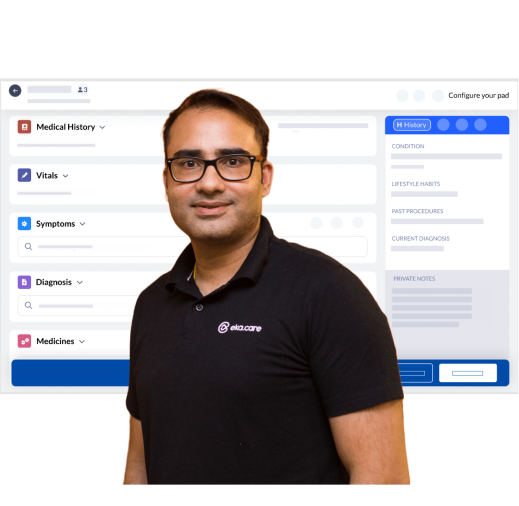 3
Configure your pad
Medical History
H History
CONDITION
Vitals
LIFESTYLE HABITS
PAST PROCEDURES
Symptoms
CURRENT DIAGNOSIS
Diagnosis
PRIVATE NOTES
eka.care
Medicines